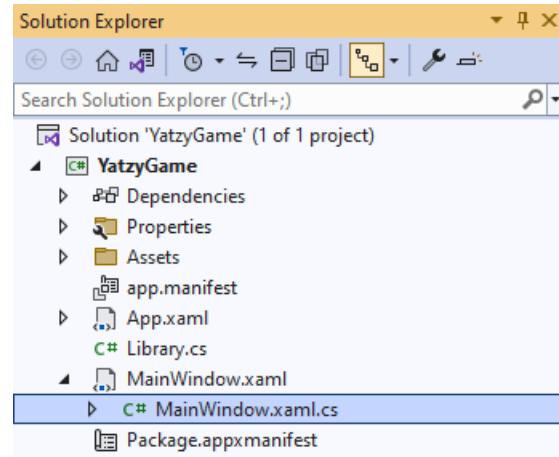 Solution Explorer
Search Solution Explorer (Ctrl+;)
Solution 'YatzyGame' (1 of 1 project)
C# YatzyGame
Dependencies
Properties
Assets
app.manifest
App.xaml
C# Library.cs
MainWindow.xaml
C# MainWindow.xaml.cs
Package.appxmanifest